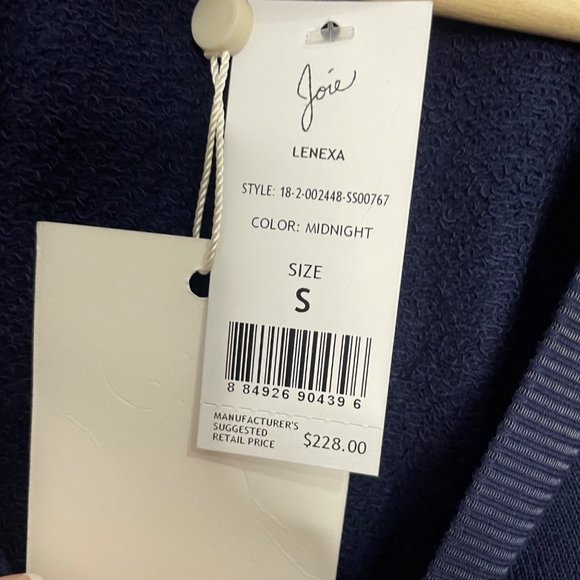 Joie
LENEXA
STYLE: 18-2-002448-SS00767
COLOR: MIDNIGHT
SIZE
S
8 84926 90439 6
MANUFACTURER'S
SUGGESTED
RETAIL PRICE $228.00